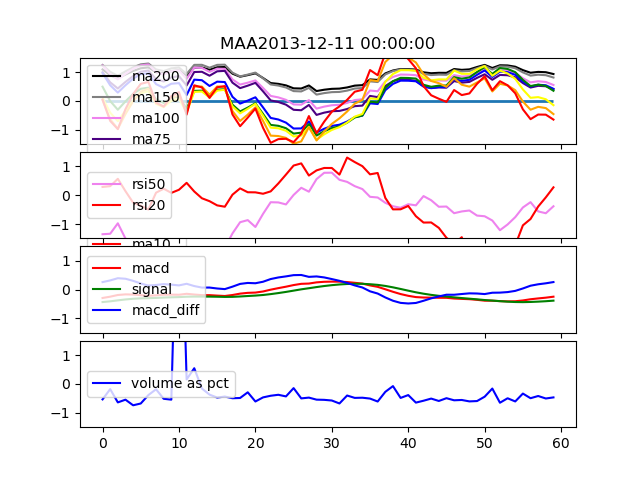 MAA2013-12-11 00:00:00
1
0
−1
ma200
ma150
ma100
ma75
1
0
−1
rsi50
rsi20
ma10
1
0
−1
macd
signal
macd_diff
1
0
−1
volume as pct
0 10 20 30 40 50 60